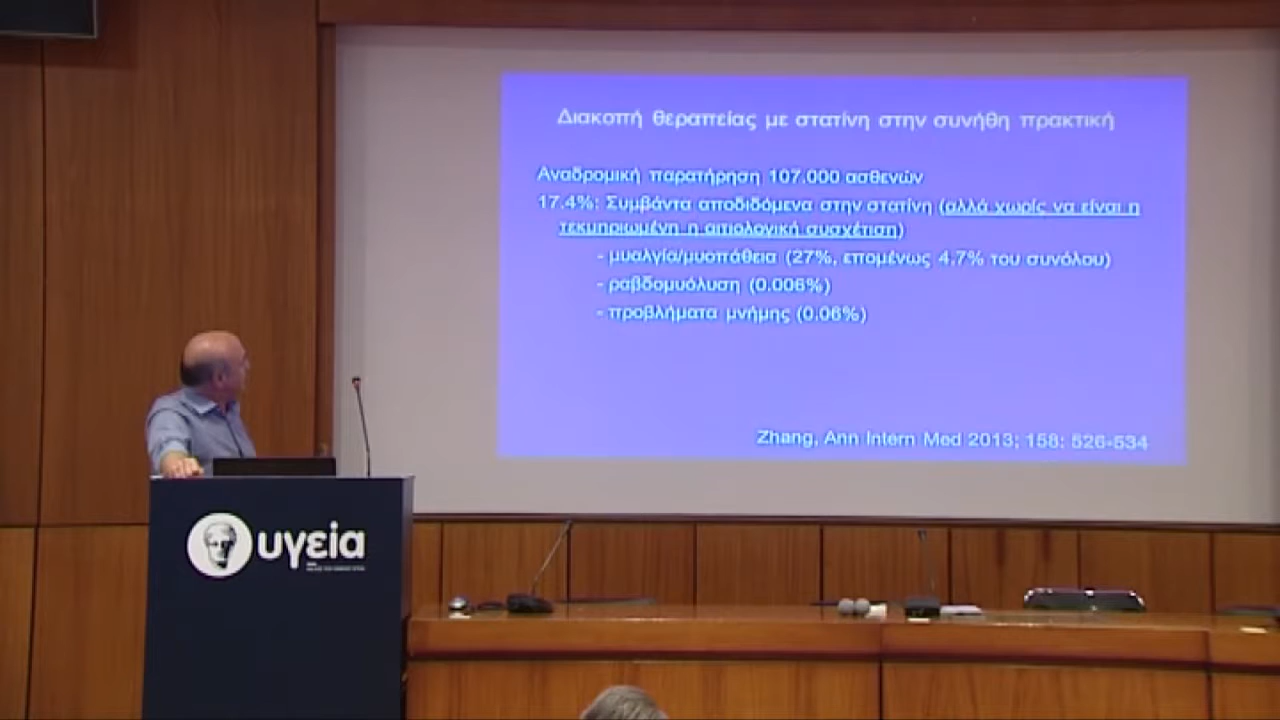 Διακοπή θεραπείας με στατίνη στην συνήθη πρακτική
Αναδρομική παρατήρηση 107.000 ασθενών
17.4%: Συμβάντα αποδιδόμενα στην στατίνη (αλλά χωρίς να είναι η
τεκμηριωμένη η αιτιολογική συσχέτιση)
- μυαλγία/μυοπάθεια (27%, επομένως 4.7% του συνόλου)
- ραβδομυόλυση (0.006%)
- προβλήματα μνήμης (0.06%)
Zhang, Ann Intern Med 2013; 158: 526-534
υγεία